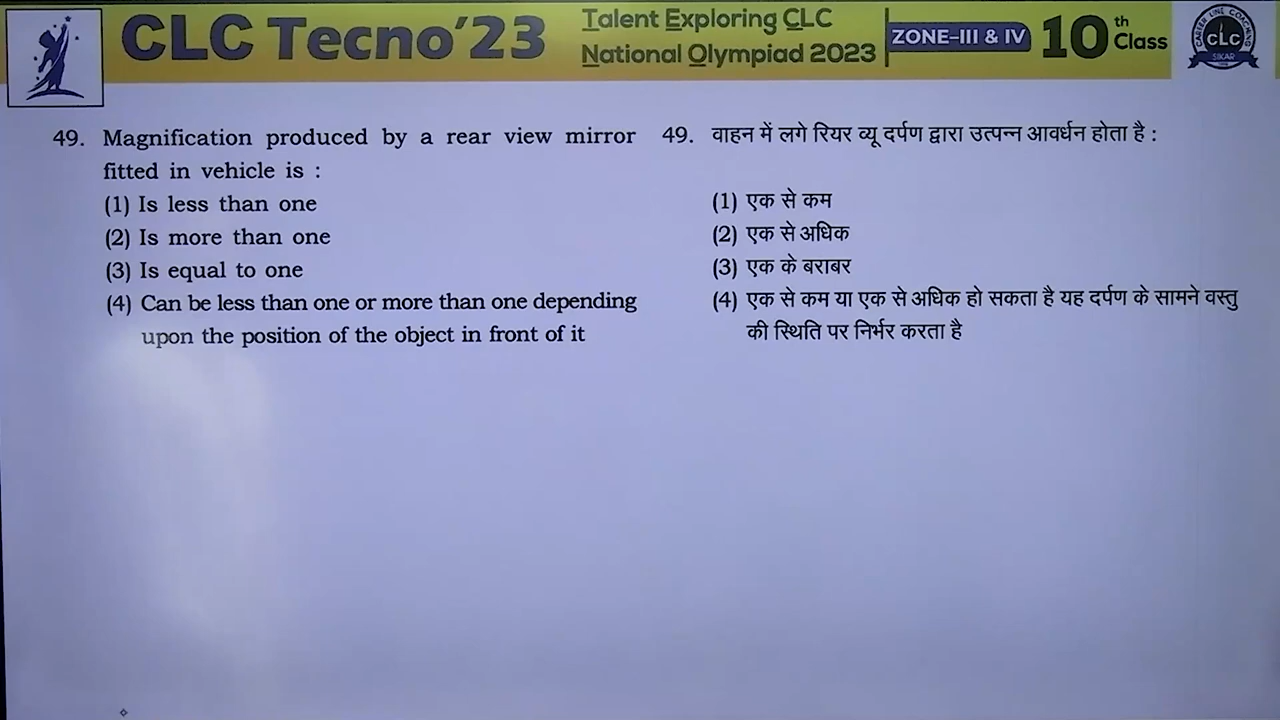 CLC Tecno'23
Talent Exploring CLC
National Olympiad 2023
ZONE–III & IV
10th Class
CAREER LINE COACHING
CLC
SIKAR
49. Magnification produced by a rear view mirror
fitted in vehicle is :
(1) Is less than one
(2) Is more than one
(3) Is equal to one
(4) Can be less than one or more than one depending
upon the position of the object in front of it
49. वाहन में लगे रियर व्यू दर्पण द्वारा उत्पन्न आवर्धन होता है :
(1) एक से कम
(2) एक से अधिक
(3) एक के बराबर
(4) एक से कम या एक से अधिक हो सकता है यह दर्पण के सामने वस्तु
की स्थिति पर निर्भर करता है